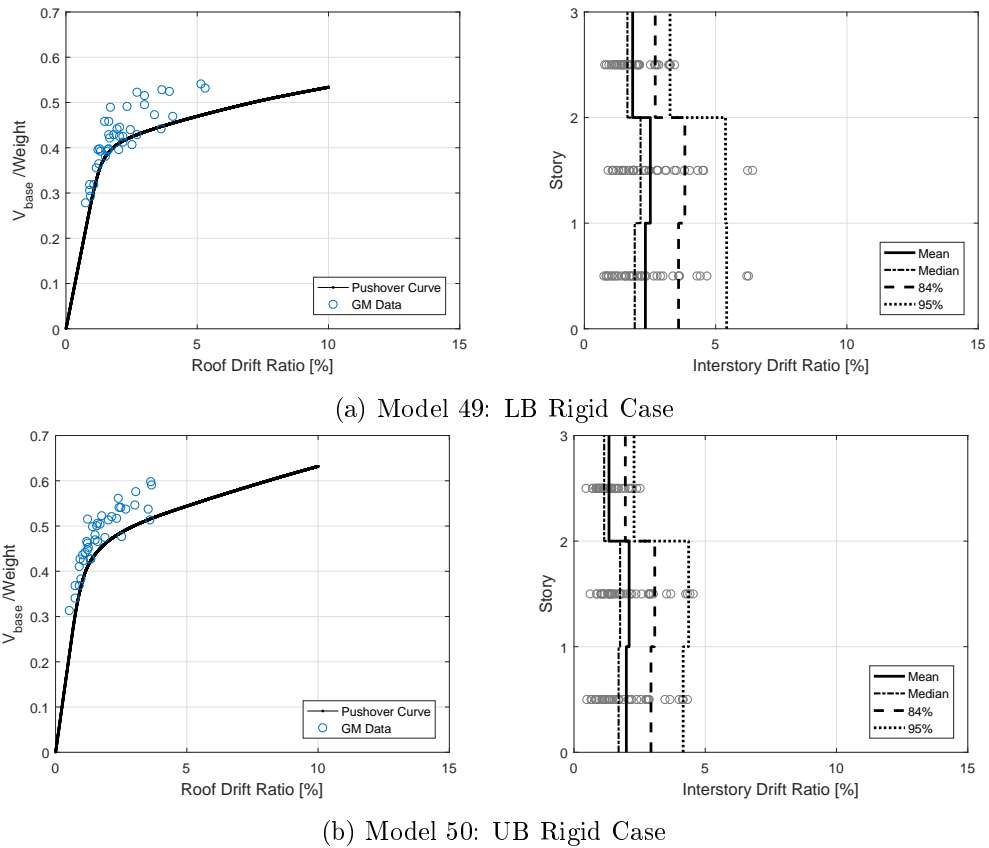 0.7
0.6
0.5
0.4
0.3
0.2
0.1
0
V_base /Weight
Pushover Curve
GM Data
0 5 10 15
Roof Drift Ratio [%]
3
2
1
0
Story
Mean
Median
84%
95%
0 5 10 15
Interstory Drift Ratio [%]
(a) Model 49: LB Rigid Case
0.7
0.6
0.5
0.4
0.3
0.2
0.1
0
V_base /Weight
Pushover Curve
GM Data
0 5 10 15
Roof Drift Ratio [%]
3
2
1
0
Story
Mean
Median
84%
95%
0 5 10 15
Interstory Drift Ratio [%]
(b) Model 50: UB Rigid Case